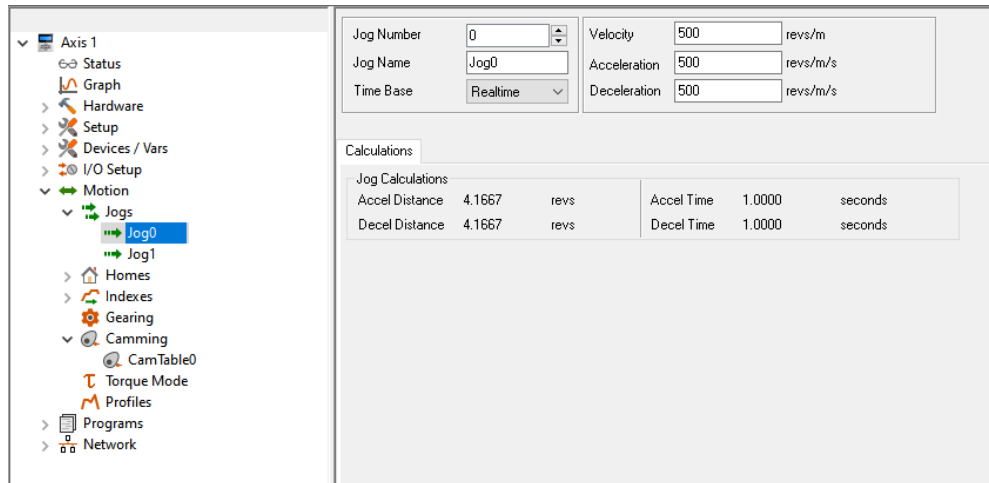 Axis 1
Status
Graph
Hardware
Setup
Devices / Vars
I/O Setup
Motion
Jogs
Jog0
Jog1
Homes
Indexes
Gearing
Camming
CamTable0
Torque Mode
Profiles
Programs
Network
Jog Number 0
Jog Name Jog0
Time Base Realtime
Velocity 500 revs/m
Acceleration 500 revs/m/s
Deceleration 500 revs/m/s
Calculations
Jog Calculations
Accel Distance 4.1667 revs Accel Time 1.0000 seconds
Decel Distance 4.1667 revs Decel Time 1.0000 seconds